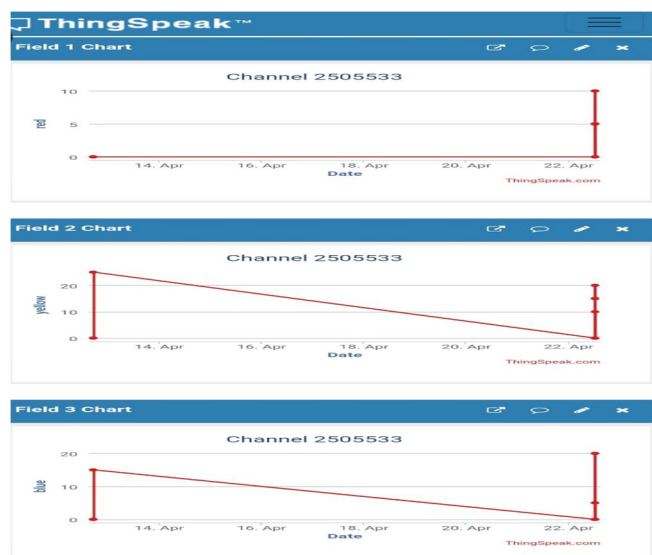 ThingSpeak™
Field 1 Chart
Channel 2505533
10
5
0
red
14. Apr 16. Apr 18. Apr 20. Apr 22. Apr
Date
ThingSpeak.com
Field 2 Chart
Channel 2505533
20
10
0
yellow
14. Apr 16. Apr 18. Apr 20. Apr 22. Apr
Date
ThingSpeak.com
Field 3 Chart
Channel 2505533
20
10
0
blue
14. Apr 16. Apr 18. Apr 20. Apr 22. Apr
Date
ThingSpeak.com